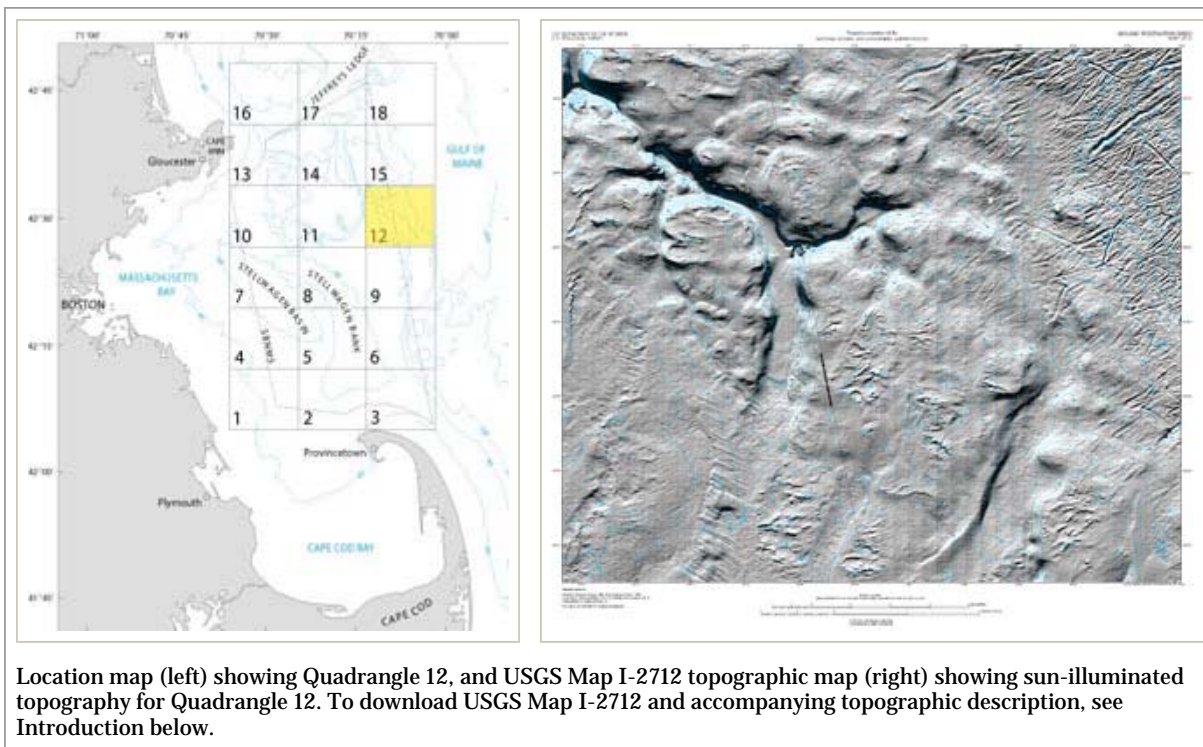 71°00'
70°45'
70°30'
70°15'
70°00'
42°45'
42°30'
42°15'
42°00'
41°45'
JEFFREYS LEDGE
16
17
18
CAPE ANN
Gloucester
GULF OF MAINE
13
14
15
10
11
12
MASSACHUSETTS BAY
BOSTON
STELLWAGEN BASIN
STELLWAGEN BANK
7
8
9
SBNMS
4
5
6
1
2
3
Provincetown
Plymouth
CAPE COD BAY
CAPE COD
Location map (left) showing Quadrangle 12, and USGS Map I-2712 topographic map (right) showing sun-illuminated
topography for Quadrangle 12. To download USGS Map I-2712 and accompanying topographic description, see
Introduction below.